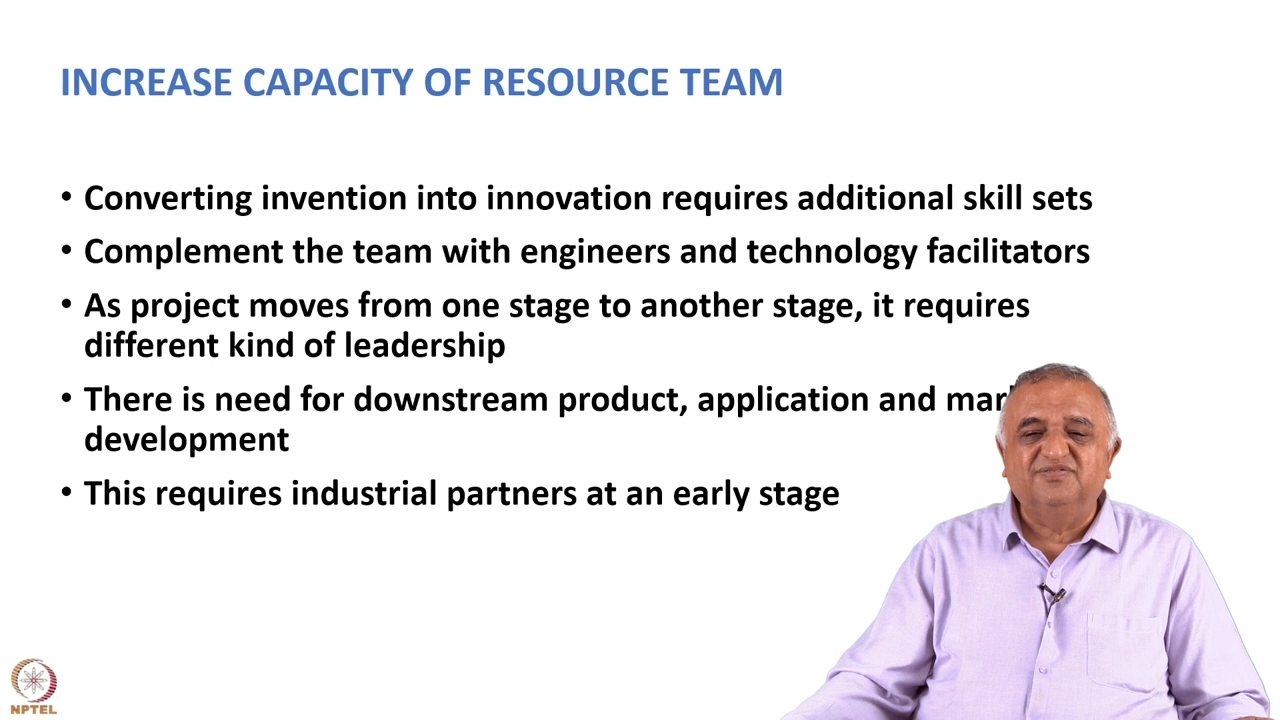 INCREASE CAPACITY OF RESOURCE TEAM
• Converting invention into innovation requires additional skill sets
• Complement the team with engineers and technology facilitators
• As project moves from one stage to another stage, it requires
different kind of leadership
• There is need for downstream product, application and
development
• This requires industrial partners at an early stage
NPTEL